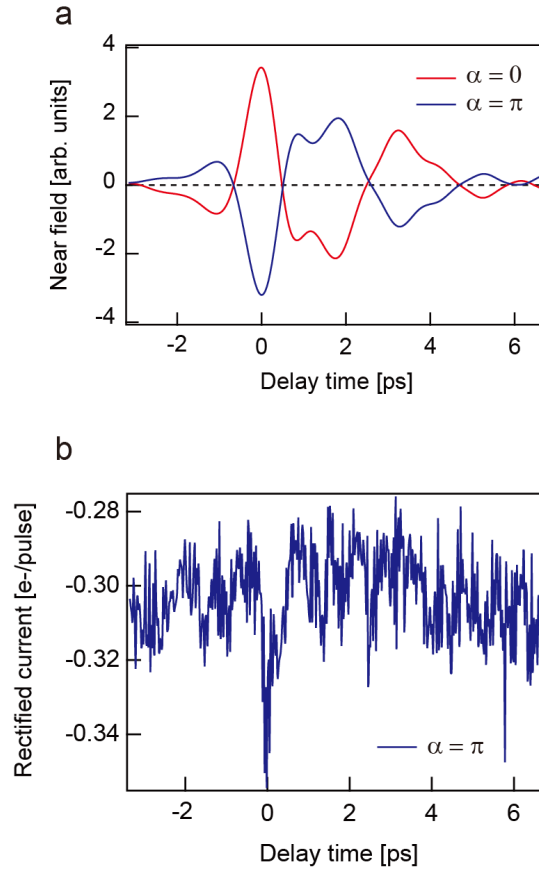 a
Near field [arb. units]
4
2
0
-2
-4
α = 0
α = π
-2
0
2
4
6
Delay time [ps]
b
Rectified current [e-/pulse]
-0.28
-0.30
-0.32
-0.34
α = π
-2
0
2
4
6
Delay time [ps]